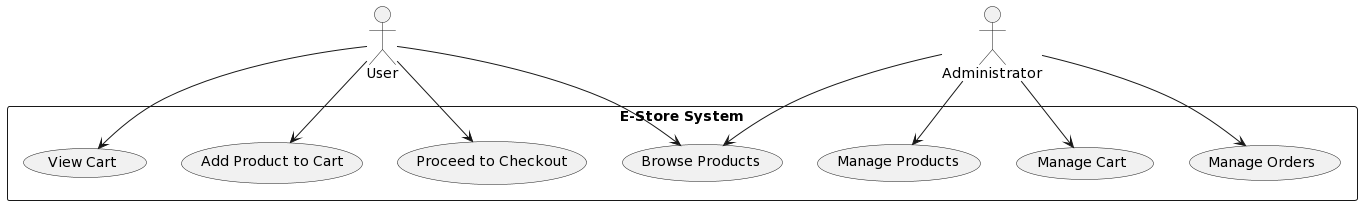 User
Administrator
E-Store System
View Cart
Add Product to Cart
Proceed to Checkout
Browse Products
Manage Products
Manage Cart
Manage Orders